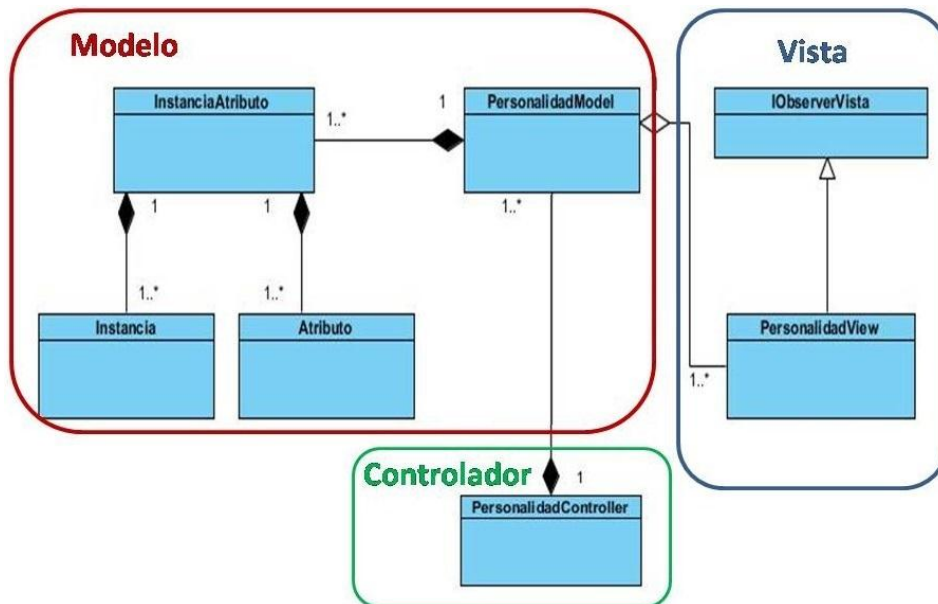 Modelo
Vista
InstanciaAtributo
1..*
1
PersonalidadModel
IObserverVista
1
1
1..*
1..*
1..*
Instancia
Atributo
PersonalidadView
1..*
Controlador
1
PersonalidadController